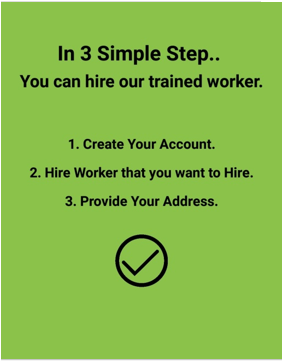 In 3 Simple Step..
You can hire our trained worker.
1. Create Your Account.
2. Hire Worker that you want to Hire.
3. Provide Your Address.